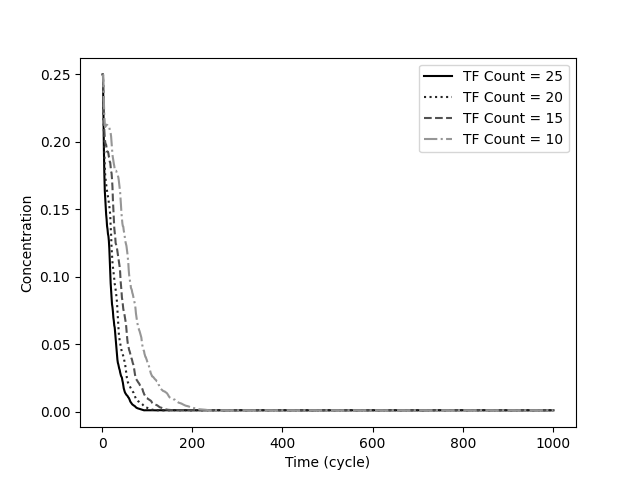 TF Count = 25
TF Count = 20
TF Count = 15
TF Count = 10
Concentration
0.25
0.20
0.15
0.10
0.05
0.00
0 200 400 600 800 1000
Time (cycle)